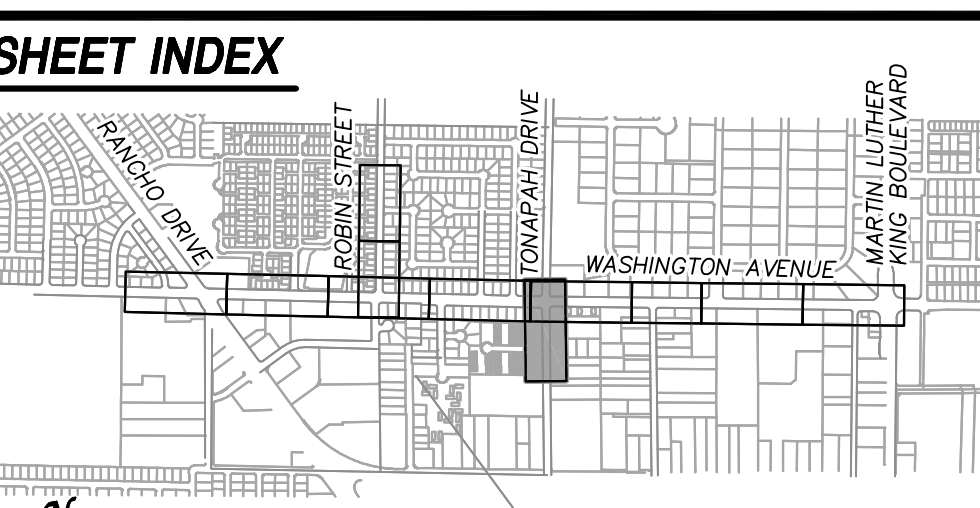 SHEET INDEX
RANCHO DRIVE
ROBIN STREET
TONAPAH DRIVE
WASHINGTON AVENUE
MARTIN LUTHER
KING BOULEVARD